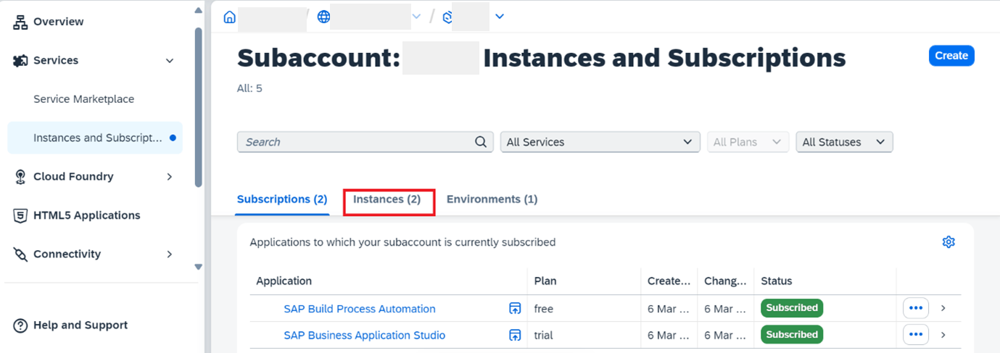 Overview
Services
Service Marketplace
Instances and Subscript...
Cloud Foundry
HTML5 Applications
Connectivity
Help and Support
/ /
Subaccount: Instances and Subscriptions
Create
All: 5
Search All Services All Plans All Statuses
Subscriptions (2) Instances (2) Environments (1)
Applications to which your subaccount is currently subscribed
Application Plan Create... Chang... Status
SAP Build Process Automation free 6 Mar ... 6 Mar ... Subscribed
SAP Business Application Studio trial 6 Mar ... 6 Mar ... Subscribed